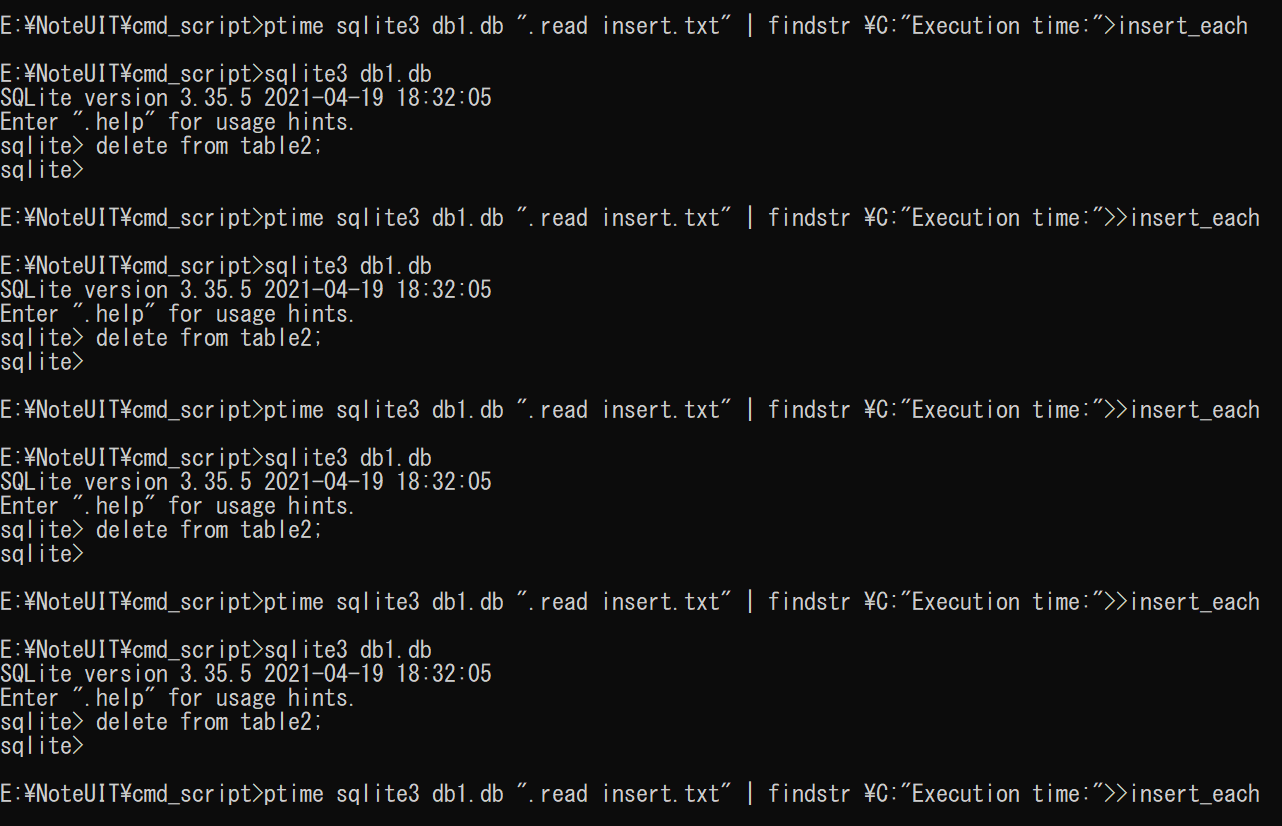 E:¥NoteUIT¥cmd_script>ptime sqlite3 db1.db ".read insert.txt" | findstr ¥C:"Execution time:">insert_each
E:¥NoteUIT¥cmd_script>sqlite3 db1.db
SQLite version 3.35.5 2021-04-19 18:32:05
Enter ".help" for usage hints.
sqlite> delete from table2;
sqlite>
E:¥NoteUIT¥cmd_script>ptime sqlite3 db1.db ".read insert.txt" | findstr ¥C:"Execution time:">>insert_each
E:¥NoteUIT¥cmd_script>sqlite3 db1.db
SQLite version 3.35.5 2021-04-19 18:32:05
Enter ".help" for usage hints.
sqlite> delete from table2;
sqlite>
E:¥NoteUIT¥cmd_script>ptime sqlite3 db1.db ".read insert.txt" | findstr ¥C:"Execution time:">>insert_each
E:¥NoteUIT¥cmd_script>sqlite3 db1.db
SQLite version 3.35.5 2021-04-19 18:32:05
Enter ".help" for usage hints.
sqlite> delete from table2;
sqlite>
E:¥NoteUIT¥cmd_script>ptime sqlite3 db1.db ".read insert.txt" | findstr ¥C:"Execution time:">>insert_each
E:¥NoteUIT¥cmd_script>sqlite3 db1.db
SQLite version 3.35.5 2021-04-19 18:32:05
Enter ".help" for usage hints.
sqlite> delete from table2;
sqlite>
E:¥NoteUIT¥cmd_script>ptime sqlite3 db1.db ".read insert.txt" | findstr ¥C:"Execution time:">>insert_each